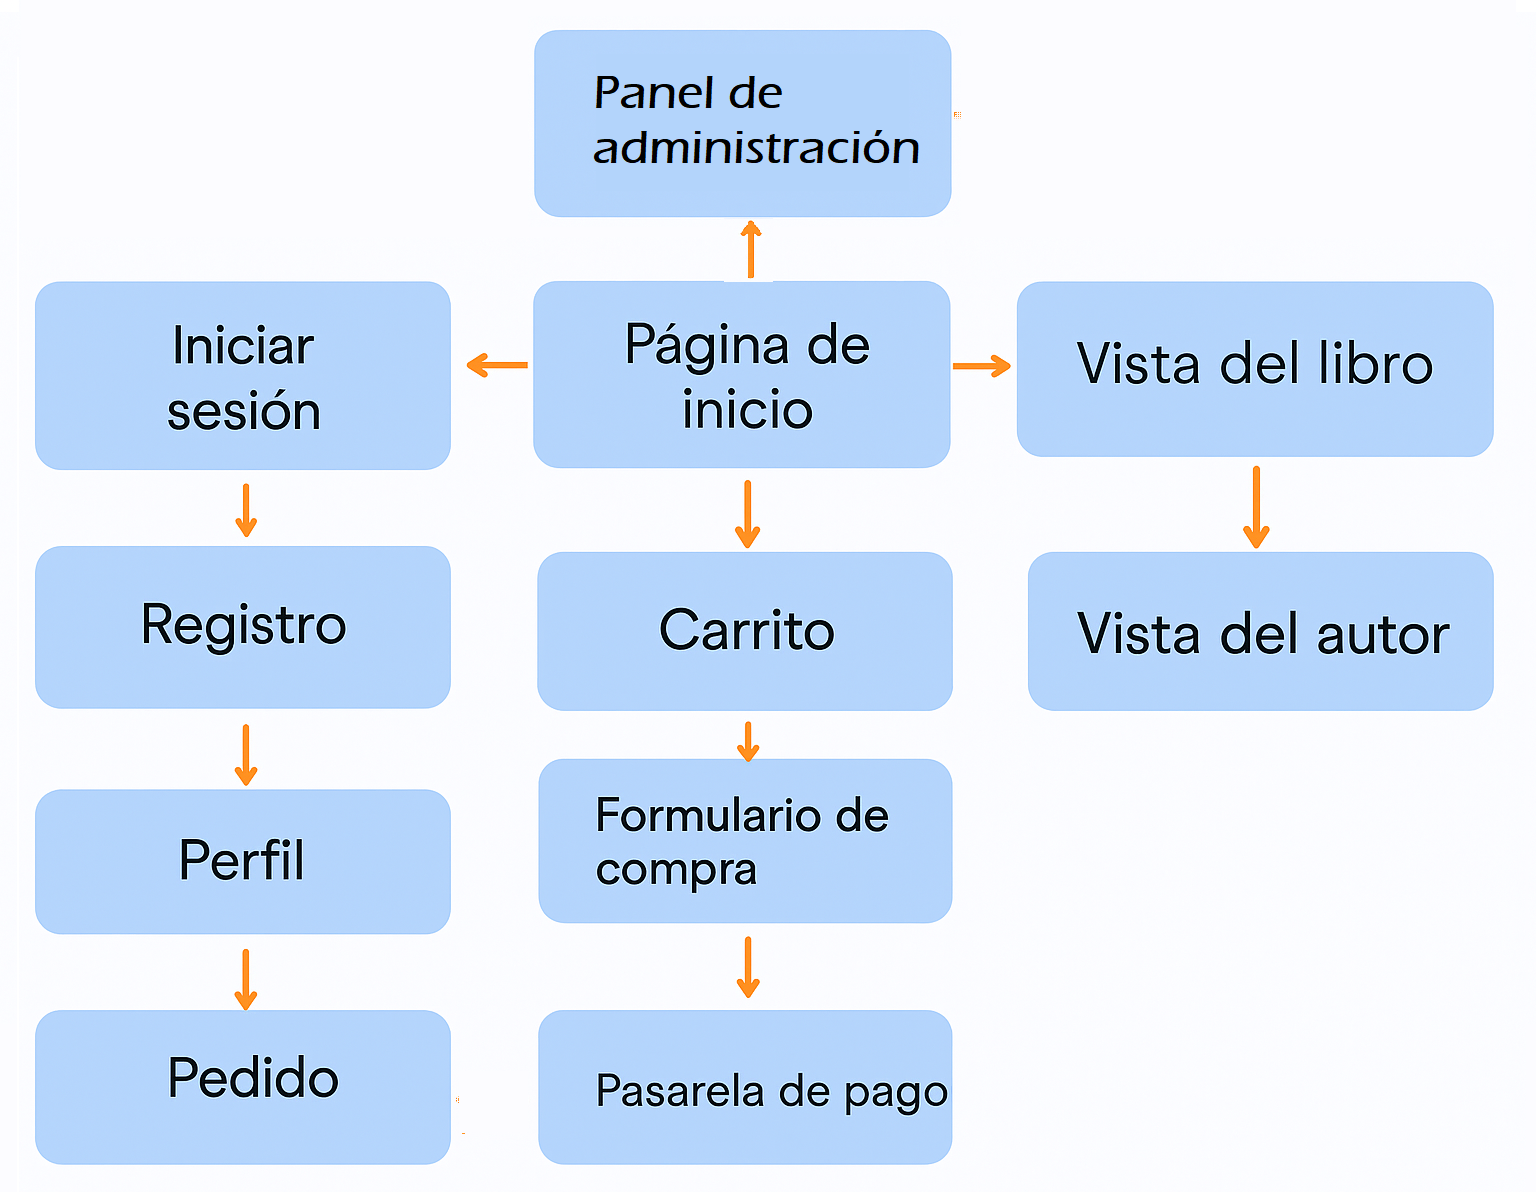 Panel de
administración
Iniciar
sesión
Página de
inicio
Vista del libro
Registro
Carrito
Vista del autor
Perfil
Formulario de
compra
Pedido
Pasarela de pago